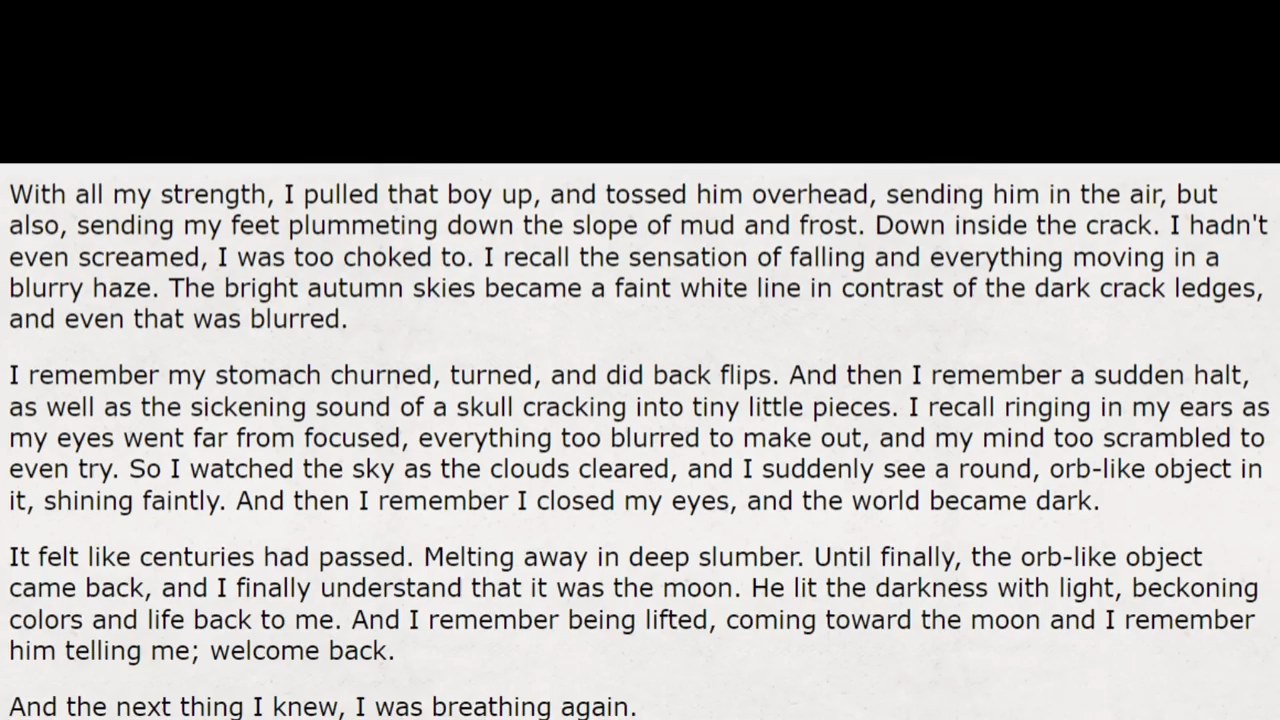 With all my strength, I pulled that boy up, and tossed him overhead, sending him in the air, but
also, sending my feet plummeting down the slope of mud and frost. Down inside the crack. I hadn't
even screamed, I was too choked to. I recall the sensation of falling and everything moving in a
blurry haze. The bright autumn skies became a faint white line in contrast of the dark crack ledges,
and even that was blurred.
I remember my stomach churned, turned, and did back flips. And then I remember a sudden halt,
as well as the sickening sound of a skull cracking into tiny little pieces. I recall ringing in my ears as
my eyes went far from focused, everything too blurred to make out, and my mind too scrambled to
even try. So I watched the sky as the clouds cleared, and I suddenly see a round, orb-like object in
it, shining faintly. And then I remember I closed my eyes, and the world became dark.
It felt like centuries had passed. Melting away in deep slumber. Until finally, the orb-like object
came back, and I finally understand that it was the moon. He lit the darkness with light, beckoning
colors and life back to me. And I remember being lifted, coming toward the moon and I remember
him telling me; welcome back.
And the next thing I knew, I was breathing again.